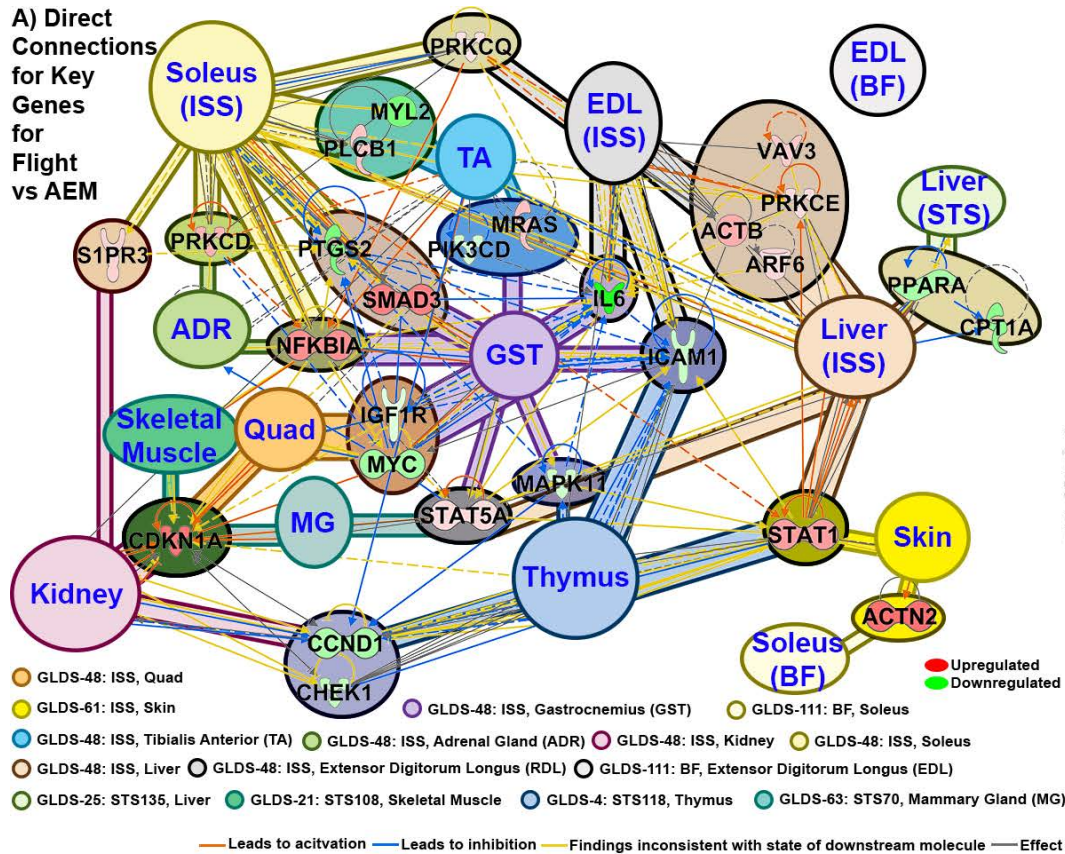 A) Direct
Connections
for Key
Genes
for
Flight
vs AEM
Soleus
(ISS)
PRKCQ
EDL
(BF)
MYL2
PLCB1
EDL
(ISS)
TA
VAV3
PRKCE
Liver
(STS)
S1PR3
PRKCD
PTGS2
PIK3CD
MRAS
ACTB
ARF6
PPARA
CPT1A
SMAD3
IL6
ADR
NFKBIA
GST
ICAM1
Liver
(ISS)
Skeletal
Muscle
Quad
IGF1R
MYC
MAPK11
MG
STAT5A
STAT1
Skin
CDKN1A
Kidney
Thymus
ACTN2
CCND1
CHEK1
Soleus
(BF)
Upregulated
Downregulated
GLDS-48: ISS, Quad
GLDS-61: ISS, Skin
GLDS-48: ISS, Gastrocnemius (GST)
GLDS-111: BF, Soleus
GLDS-48: ISS, Tibialis Anterior (TA)
GLDS-48: ISS, Adrenal Gland (ADR)
GLDS-48: ISS, Kidney
GLDS-48: ISS, Soleus
GLDS-48: ISS, Liver
GLDS-48: ISS, Extensor Digitorum Longus (RDL)
GLDS-111: BF, Extensor Digitorum Longus (EDL)
GLDS-25: STS135, Liver
GLDS-21: STS108, Skeletal Muscle
GLDS-4: STS118, Thymus
GLDS-63: STS70, Mammary Gland (MG)
Leads to acitvation
Leads to inhibition
Findings inconsistent with state of downstream molecule
Effect